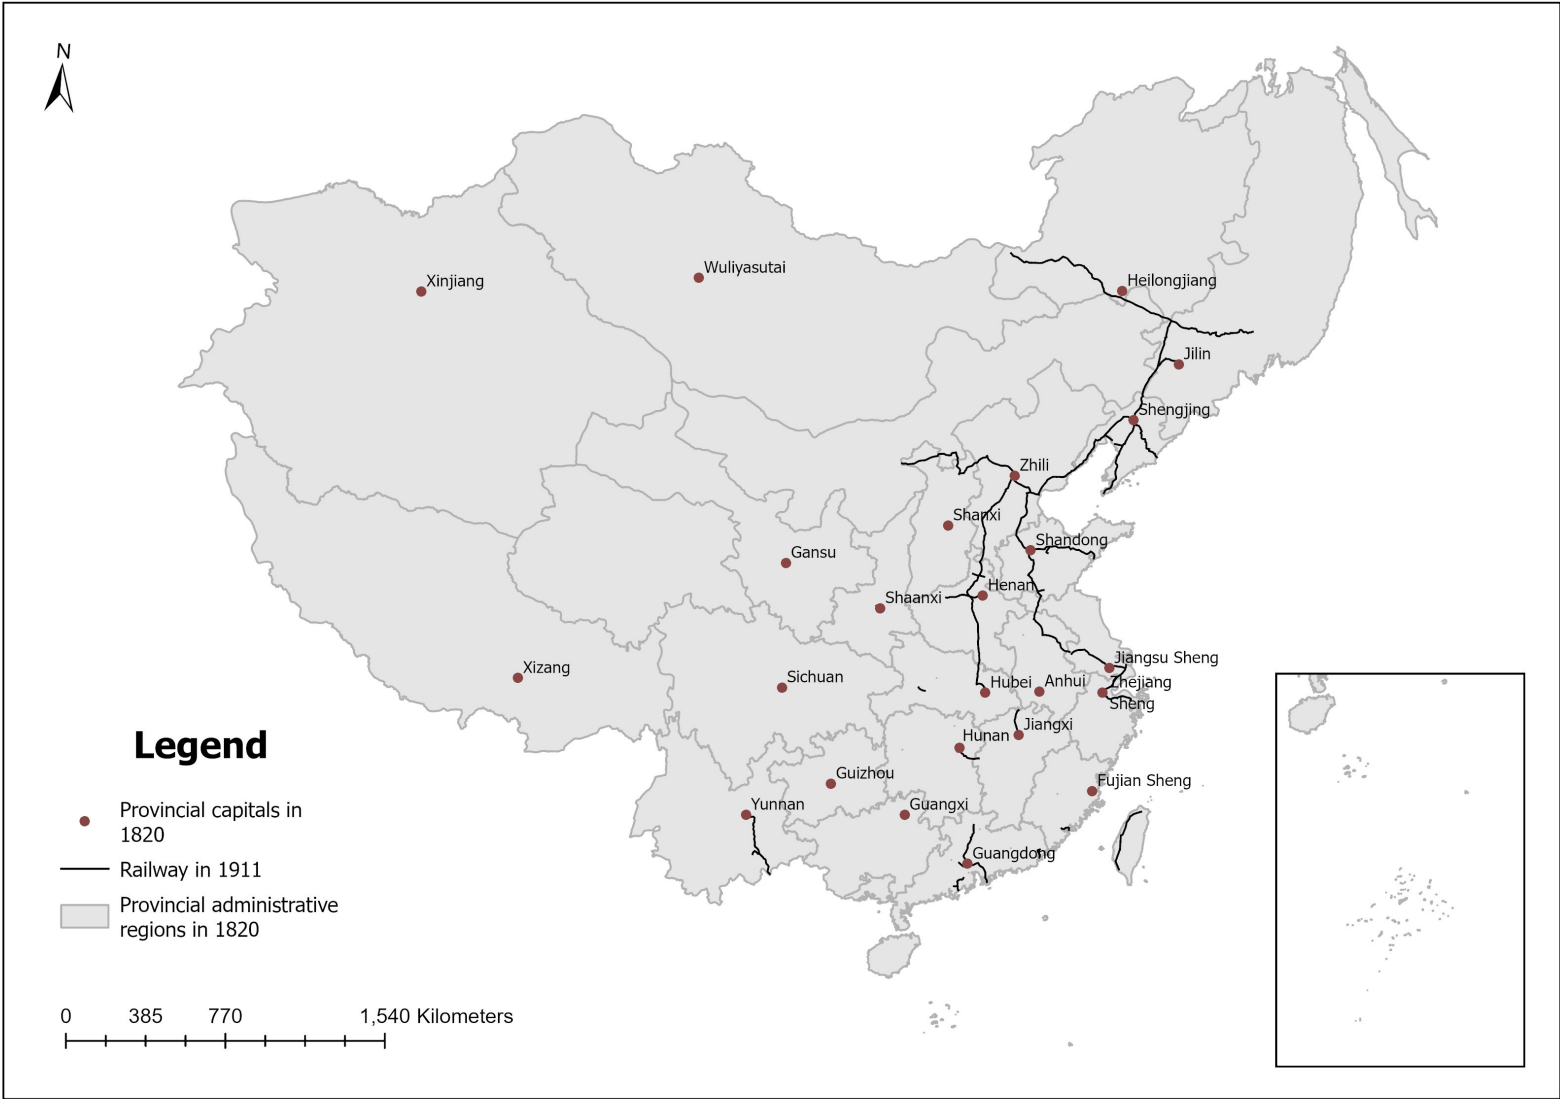 N
Xinjiang
Wuliyasutai
Heilongjiang
Jilin
Shengjing
Zhili
Shanxi
Shandong
Gansu
Henan
Shaanxi
Jiangsu Sheng
Xizang
Sichuan
Hubei
Anhui
Zhejiang
Sheng
Jiangxi
Hunan
Guizhou
Fujian Sheng
Yunnan
Guangxi
Guangdong
Legend
Provincial capitals in
1820
Railway in 1911
Provincial administrative
regions in 1820
0 385 770 1,540 Kilometers